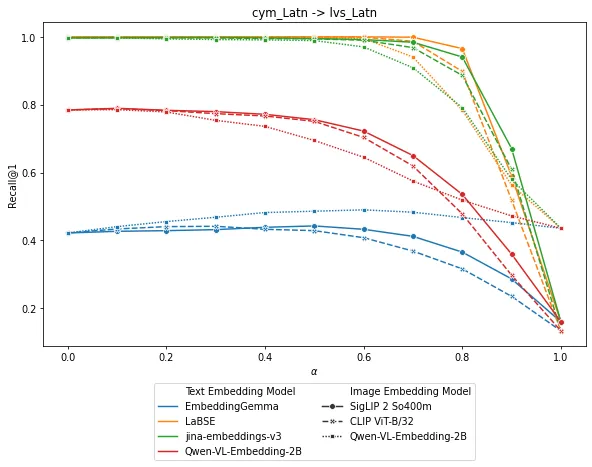 cym_Latn -> lvs_Latn
Recall@1
1.0
0.8
0.6
0.4
0.2
0.0 0.2 0.4 0.6 0.8 1.0
α
Text Embedding Model Image Embedding Model
EmbeddingGemma SigLIP 2 So400m
LaBSE CLIP ViT-B/32
jina-embeddings-v3 Qwen-VL-Embedding-2B
Qwen-VL-Embedding-2B